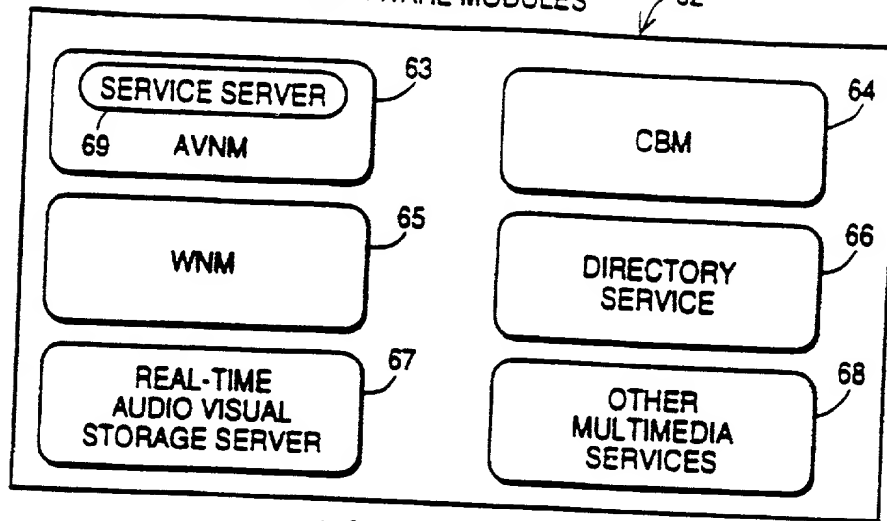 MODULES
63
SERVICE SERVER
69
AVNM
64
CBM
65
WNM
66
DIRECTORY
SERVICE
67
REAL-TIME
AUDIO VISUAL
STORAGE SERVER
68
OTHER
MULTIMEDIA
SERVICES